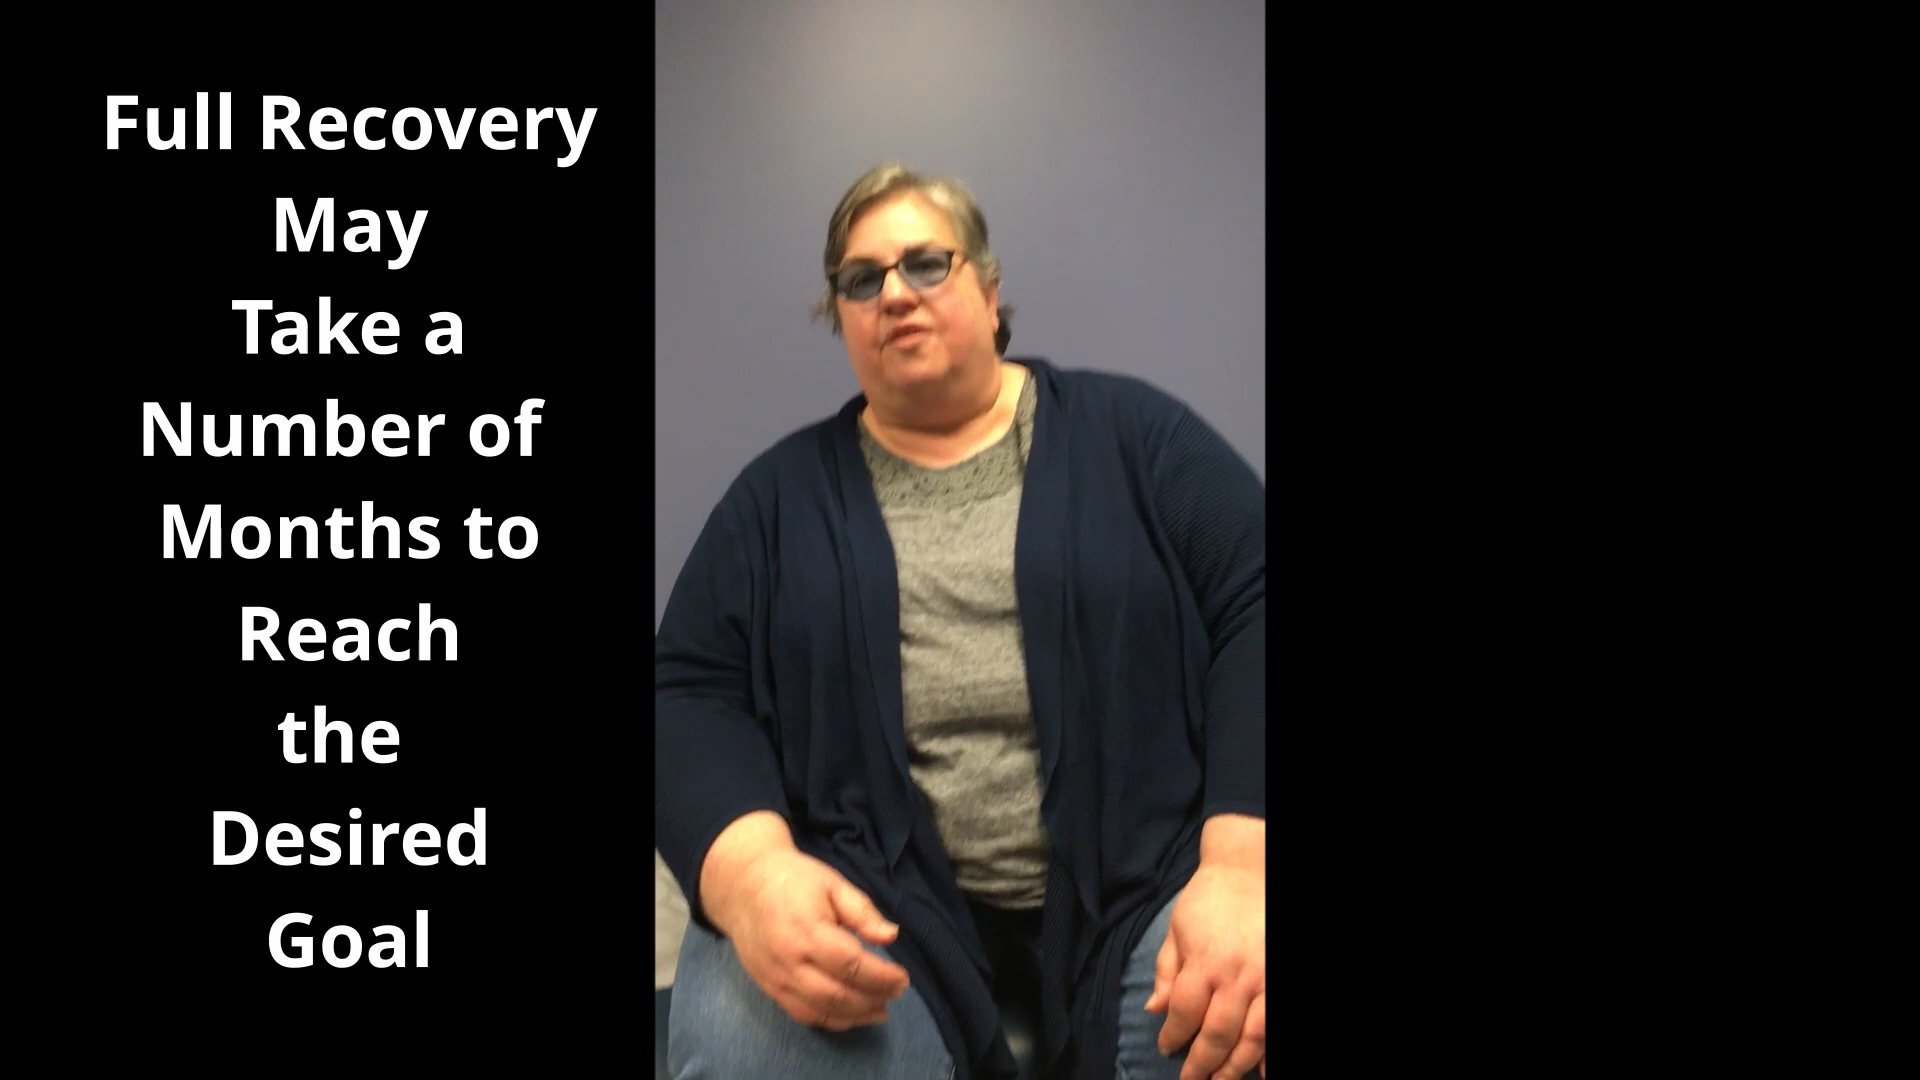 Full Recovery
May
Take a
Number of
Months to
Reach
the
Desired
Goal